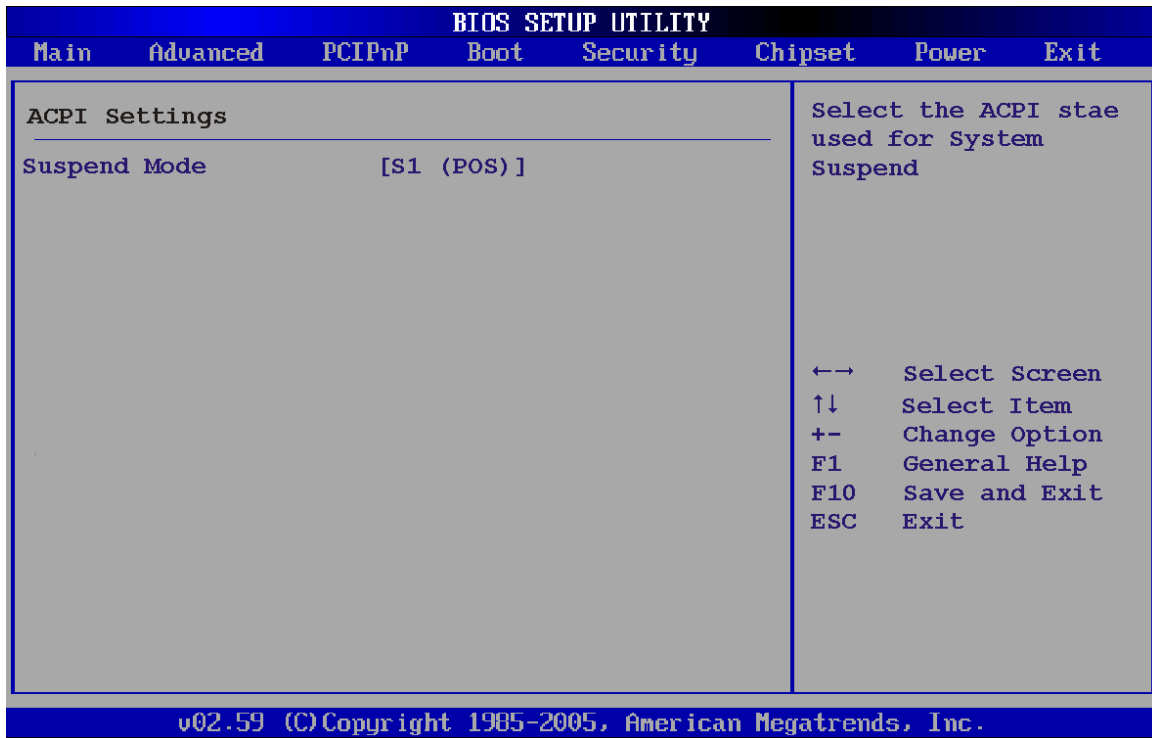 BIOS SETUP UTILITY
Main Advanced PCIPnP Boot Security Chipset Power Exit
ACPI Settings
Suspend Mode [S1 (POS)]
Select the ACPI stae
used for System
Suspend
←→ Select Screen
↑↓ Select Item
+- Change Option
F1 General Help
F10 Save and Exit
ESC Exit
v02.59 (C)Copyright 1985-2005, American Megatrends, Inc.